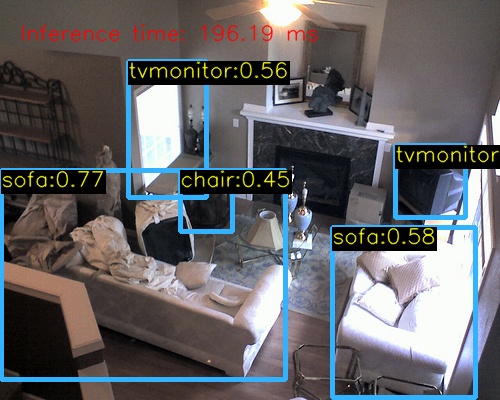 Inference time: 196.19 ms
tvmonitor:0.56
tvmonitor
sofa:0.77
chair:0.45
sofa:0.58